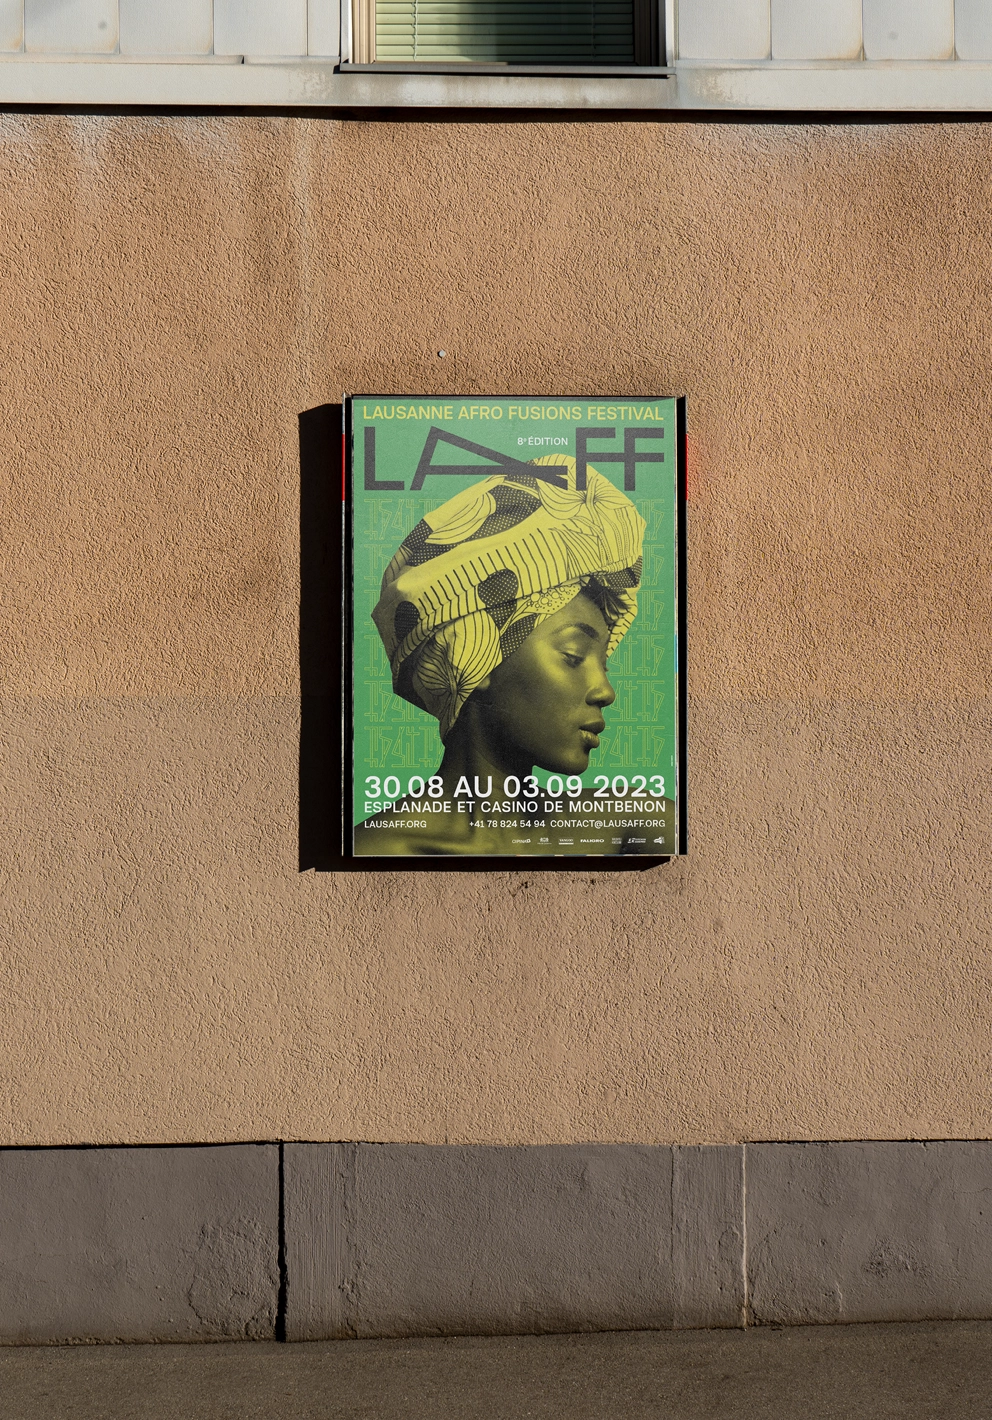 LAUSANNE AFRO FUSIONS FESTIVAL
LAFF
8ᵉ ÉDITION
30.08 AU 03.09 2023
ESPLANADE ET CASINO DE MONTBENON
LAUSAFF.ORG +41 78 824 54 94 CONTACT@LAUSAFF.ORG
FALIGRO